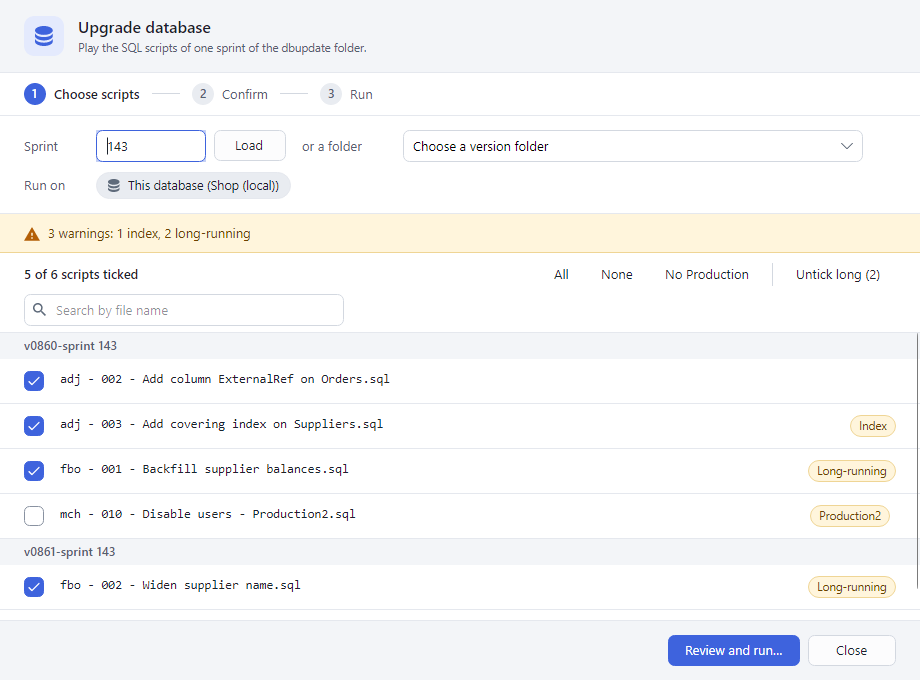 Upgrade database
Play the SQL scripts of one sprint of the dbupdate folder.
1 Choose scripts 2 Confirm 3 Run
Sprint 143 Load or a folder Choose a version folder
Run on This database (Shop (local))
3 warnings: 1 index, 2 long-running
5 of 6 scripts ticked All None No Production Untick long (2)
Search by file name
v0860-sprint 143
adj - 002 - Add column ExternalRef on Orders.sql
adj - 003 - Add covering index on Suppliers.sql Index
fbo - 001 - Backfill supplier balances.sql Long-running
mch - 010 - Disable users - Production2.sql Production2
v0861-sprint 143
fbo - 002 - Widen supplier name.sql Long-running
Review and run... Close